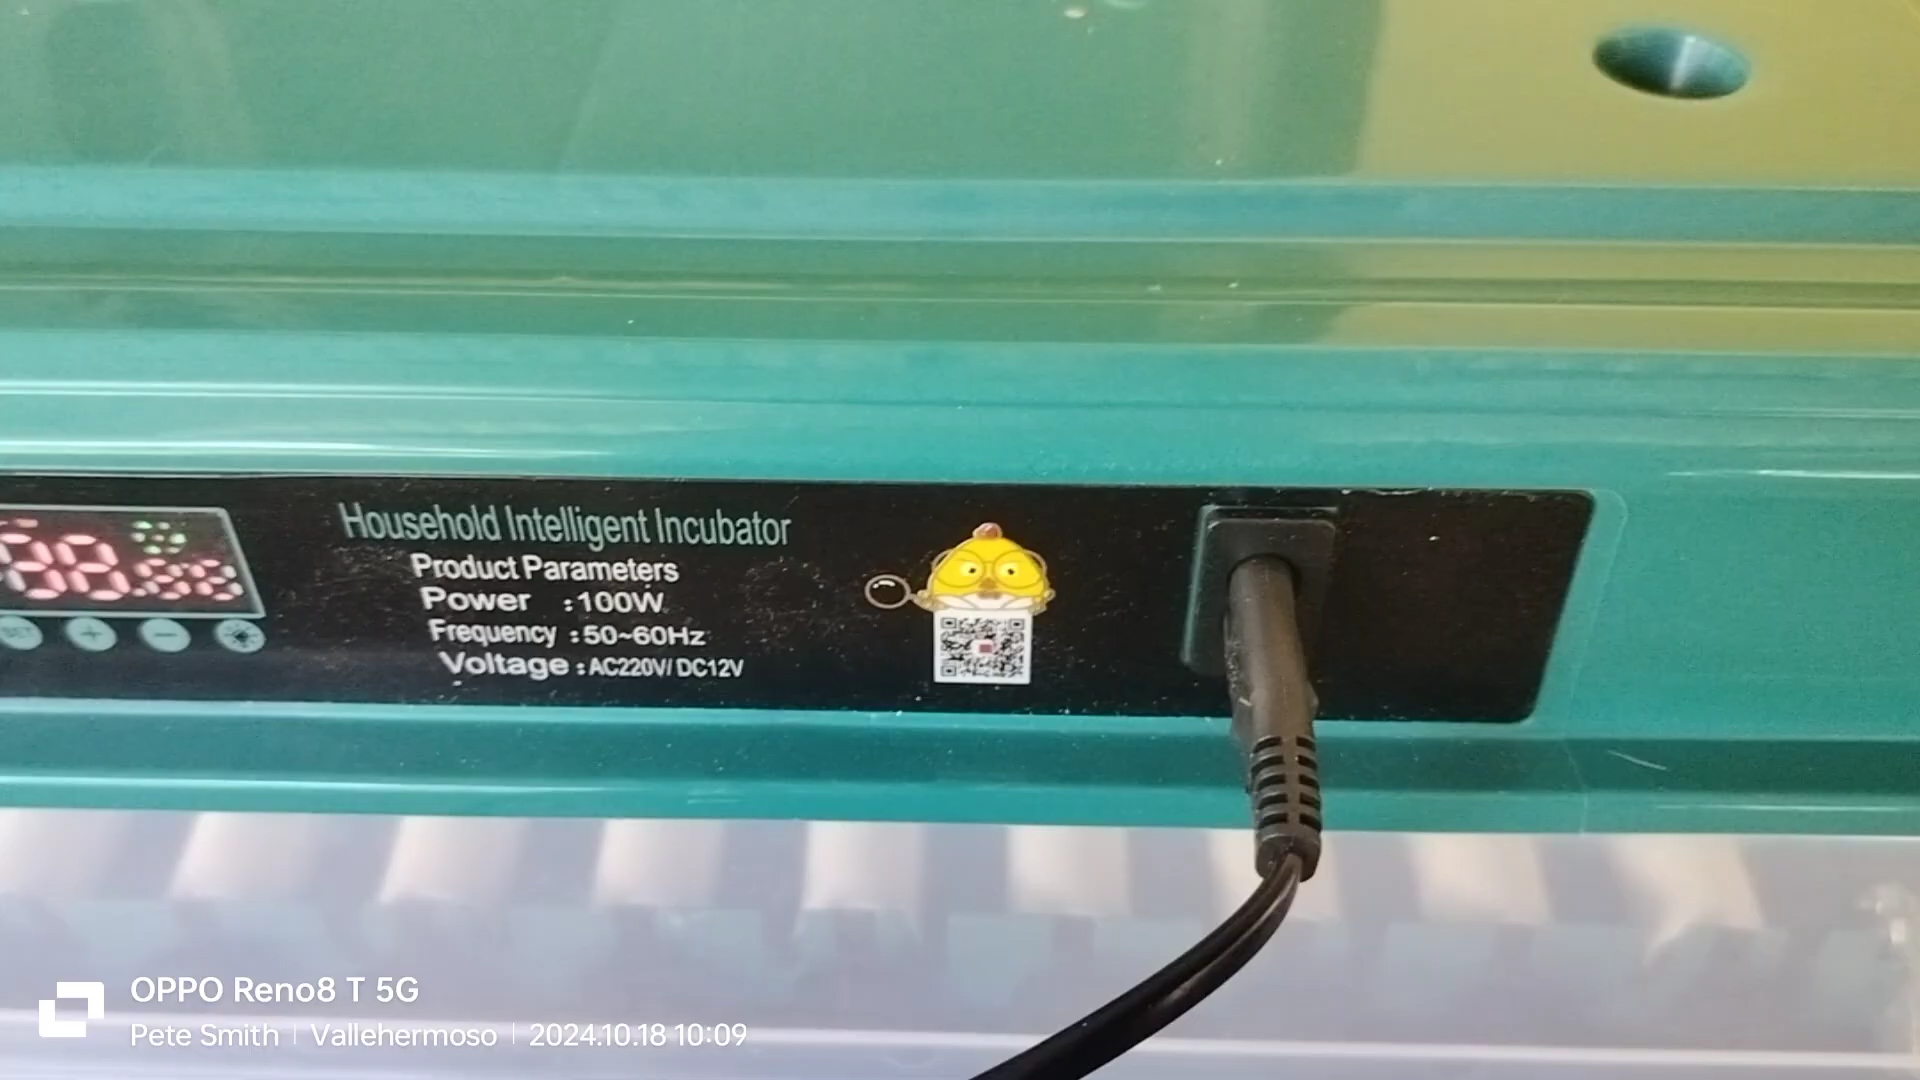 Household Intelligent Incubator
Product Parameters
Power :100W
Frequency :50~60Hz
Voltage :AC220V/DC12V
SET + −
OPPO Reno8 T 5G
Pete Smith | Vallehermoso | 2024.10.18 10:09